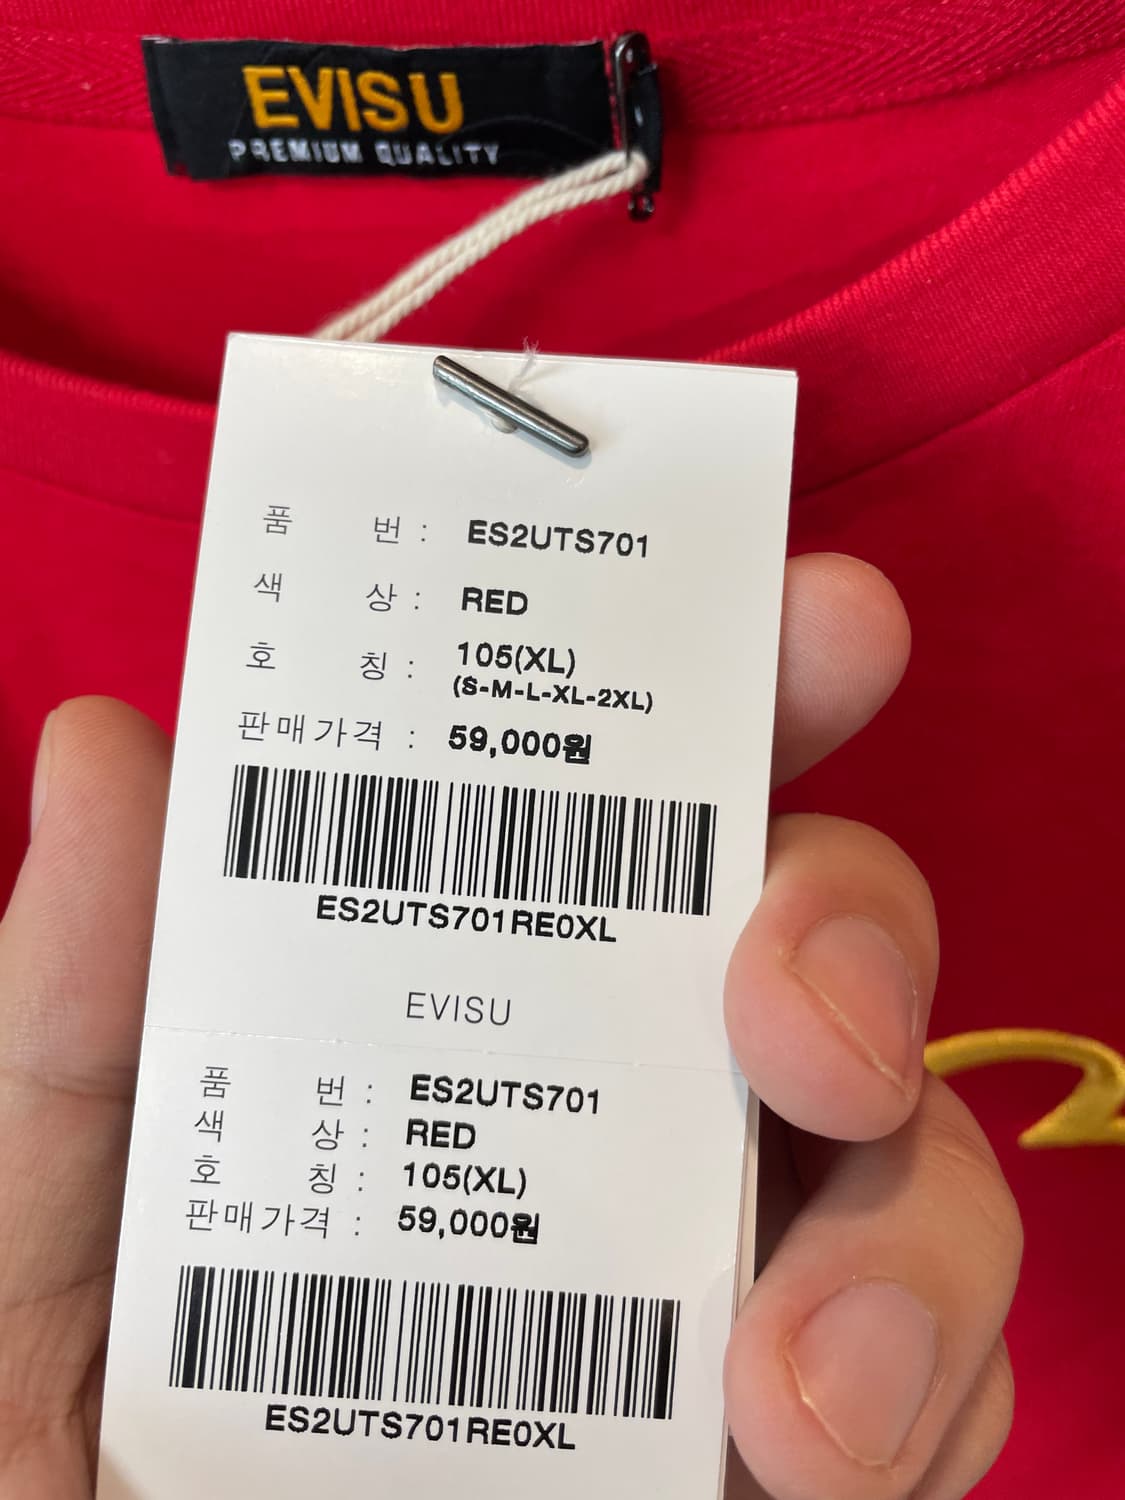 EVISU
PREMIUM QUALITY
품 번 : ES2UTS701
색 상 : RED
호 칭 : 105(XL)
(S-M-L-XL-2XL)
판매가격 : 59,000원
ES2UTS701RE0XL
EVISU
품 번 : ES2UTS701
색 상 : RED
호 칭 : 105(XL)
판매가격 : 59,000원
ES2UTS701RE0XL